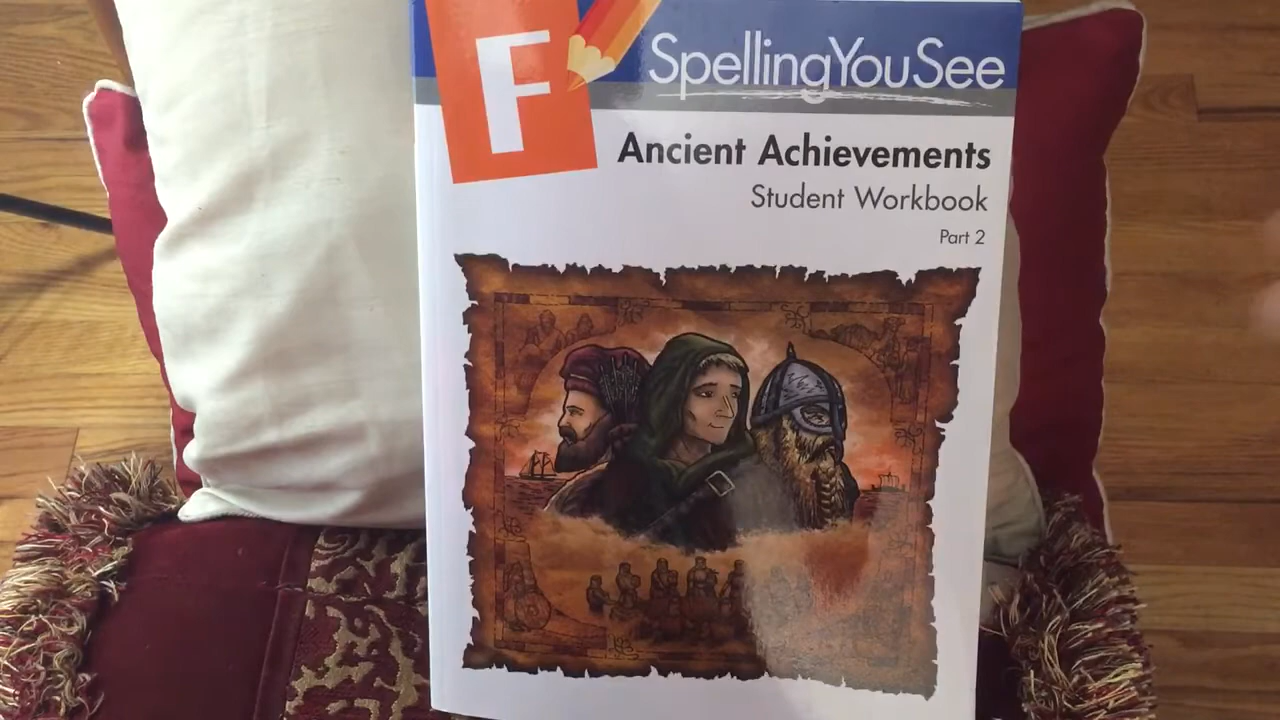 F
SpellingYouSee
Ancient Achievements
Student Workbook
Part 2